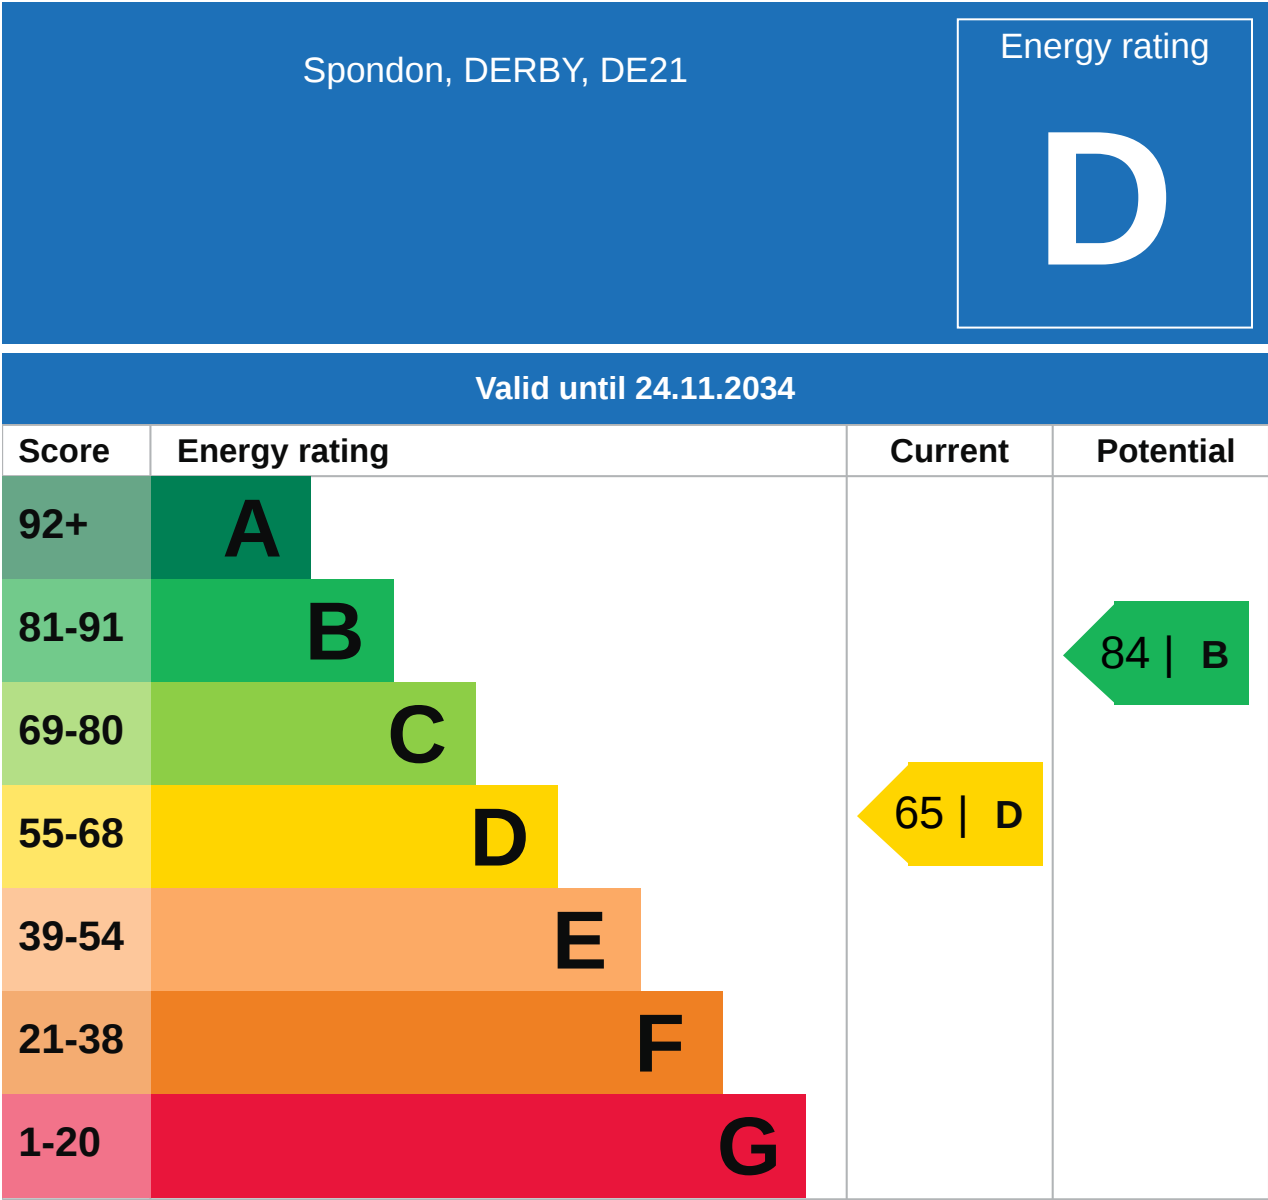 Spondon, DERBY, DE21
Energy rating
D
Valid until 24.11.2034
Score Energy rating Current Potential
92+ A
81-91 B
84 | B
69-80 C
65 | D
55-68 D
39-54 E
21-38 F
1-20 G